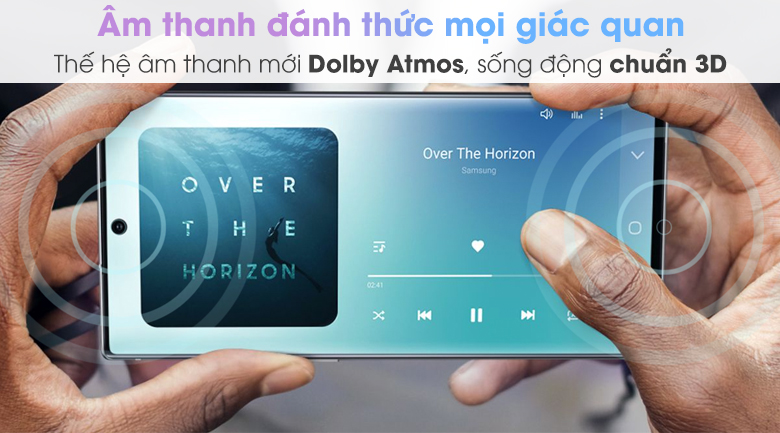 Âm thanh đánh thức mọi giác quan
Thế hệ âm thanh mới Dolby Atmos, sống động chuẩn 3D
OVER
THE
HORIZON
Over The Horizon
Samsung
02:41